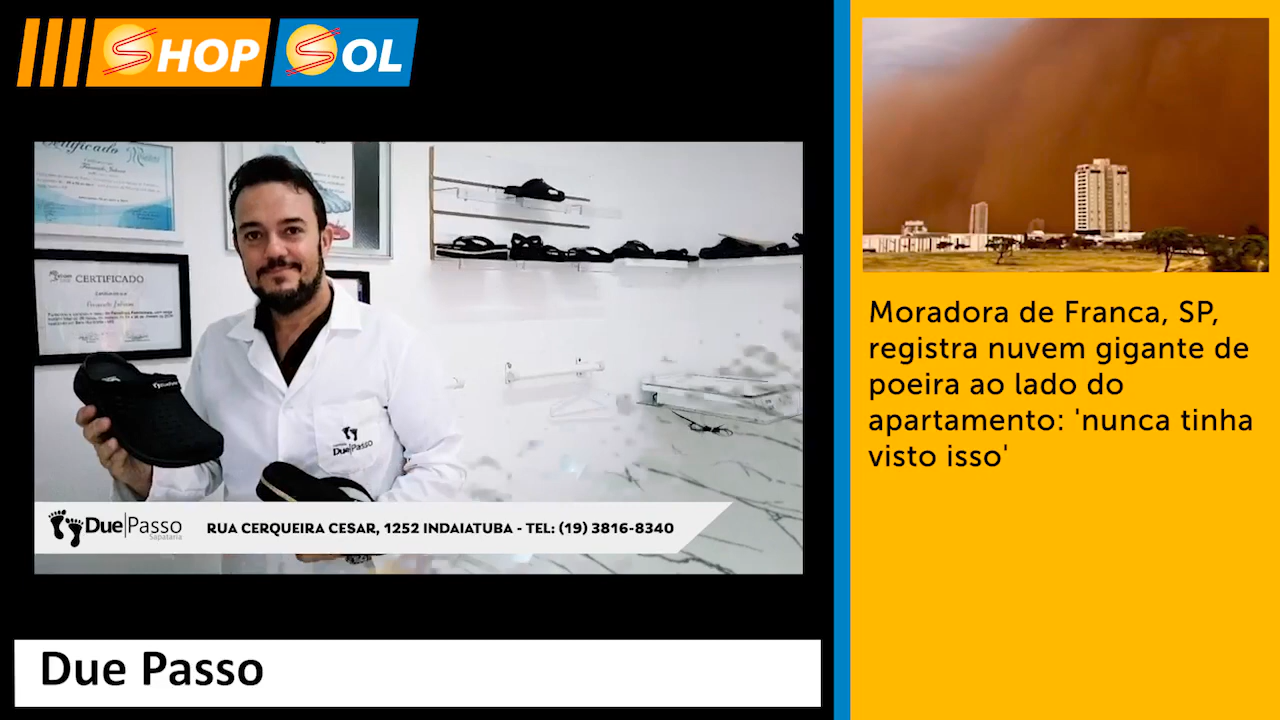 SHOP SOL
Certificado
CERTIFICADO
Due|Passo
Due|Passo
Sapataria
RUA CERQUEIRA CESAR, 1252 INDAIATUBA - TEL: (19) 3816-8340
Due Passo
Moradora de Franca, SP,
registra nuvem gigante de
poeira ao lado do
apartamento: 'nunca tinha
visto isso'